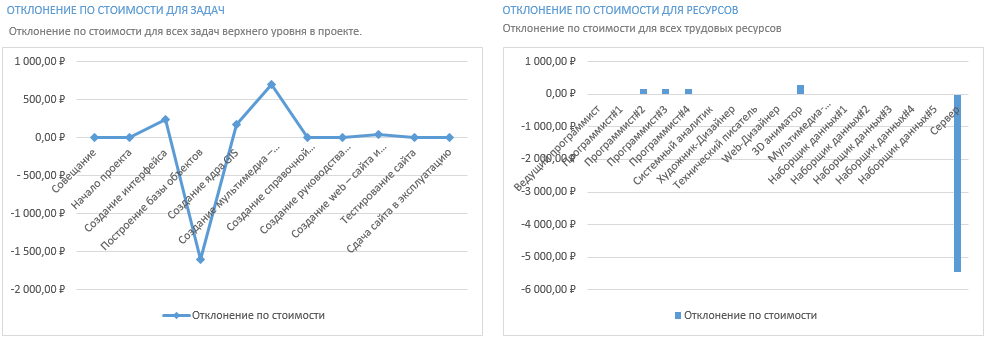 ОТКЛОНЕНИЕ ПО СТОИМОСТИ ДЛЯ ЗАДАЧ
Отклонение по стоимости для всех задач верхнего уровня в проекте.
1 000,00 ₽
500,00 ₽
0,00 ₽
-500,00 ₽
-1 000,00 ₽
-1 500,00 ₽
-2 000,00 ₽
Совещание
Начало проекта
Создание интерфейса
Построение базы объектов
Создание ядра GIS
Создание мультимедиа –...
Создание справочной...
Создание руководства...
Создание web – сайта и...
Тестирование сайта
Сдача сайта в эксплуатацию
Отклонение по стоимости
ОТКЛОНЕНИЕ ПО СТОИМОСТИ ДЛЯ РЕСУРСОВ
Отклонение по стоимости для всех трудовых ресурсов
1 000,00 ₽
0,00 ₽
-1 000,00 ₽
-2 000,00 ₽
-3 000,00 ₽
-4 000,00 ₽
-5 000,00 ₽
-6 000,00 ₽
Ведущий программист
Программист#1
Программист#2
Программист#3
Программист#4
Системный аналитик
Художник-Дизайнер
Технический писатель
Web-Дизайнер
3D аниматор
Мультимедиа-...
Наборщик данных#1
Наборщик данных#2
Наборщик данных#3
Наборщик данных#4
Наборщик данных#5
Сервер
Отклонение по стоимости